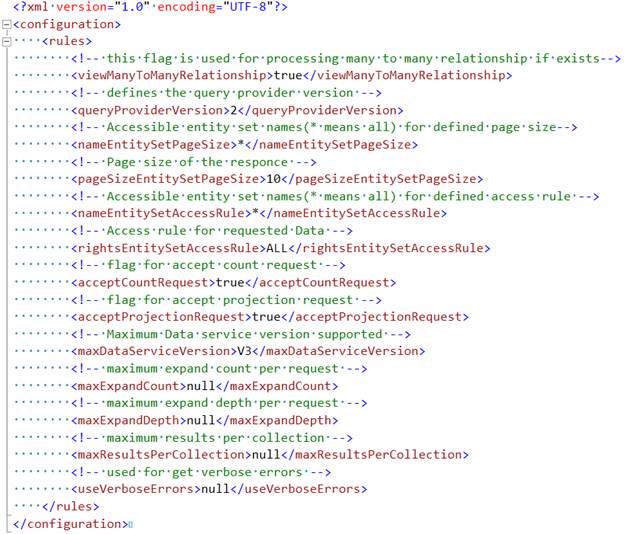 <?xml version="1.0" encoding="UTF-8"?>
<configuration>
    <rules>
        <!-- this flag is used for processing many to many relationship if exists-->
        <viewManyToManyRelationship>true</viewManyToManyRelationship>
        <!-- defines the query provider version -->
        <queryProviderVersion>2</queryProviderVersion>
        <!-- Accessible entity set names(* means all) for defined page size-->
        <nameEntitySetPageSize>*</nameEntitySetPageSize>
        <!-- Page size of the responce -->
        <pageSizeEntitySetPageSize>10</pageSizeEntitySetPageSize>
        <!-- Accessible entity set names(* means all) for defined access rule -->
        <nameEntitySetAccessRule>*</nameEntitySetAccessRule>
        <!-- Access rule for requested Data -->
        <rightsEntitySetAccessRule>ALL</rightsEntitySetAccessRule>
        <!-- flag for accept count request -->
        <acceptCountRequest>true</acceptCountRequest>
        <!-- flag for accept projection request -->
        <acceptProjectionRequest>true</acceptProjectionRequest>
        <!-- Maximum Data service version supported -->
        <maxDataServiceVersion>V3</maxDataServiceVersion>
        <!-- maximum expand count per request -->
        <maxExpandCount>null</maxExpandCount>
        <!-- maximum expand depth per request -->
        <maxExpandDepth>null</maxExpandDepth>
        <!-- maximum results per collection -->
        <maxResultsPerCollection>null</maxResultsPerCollection>
        <!-- used for get verbose errors -->
        <useVerboseErrors>null</useVerboseErrors>
    </rules>
</configuration>